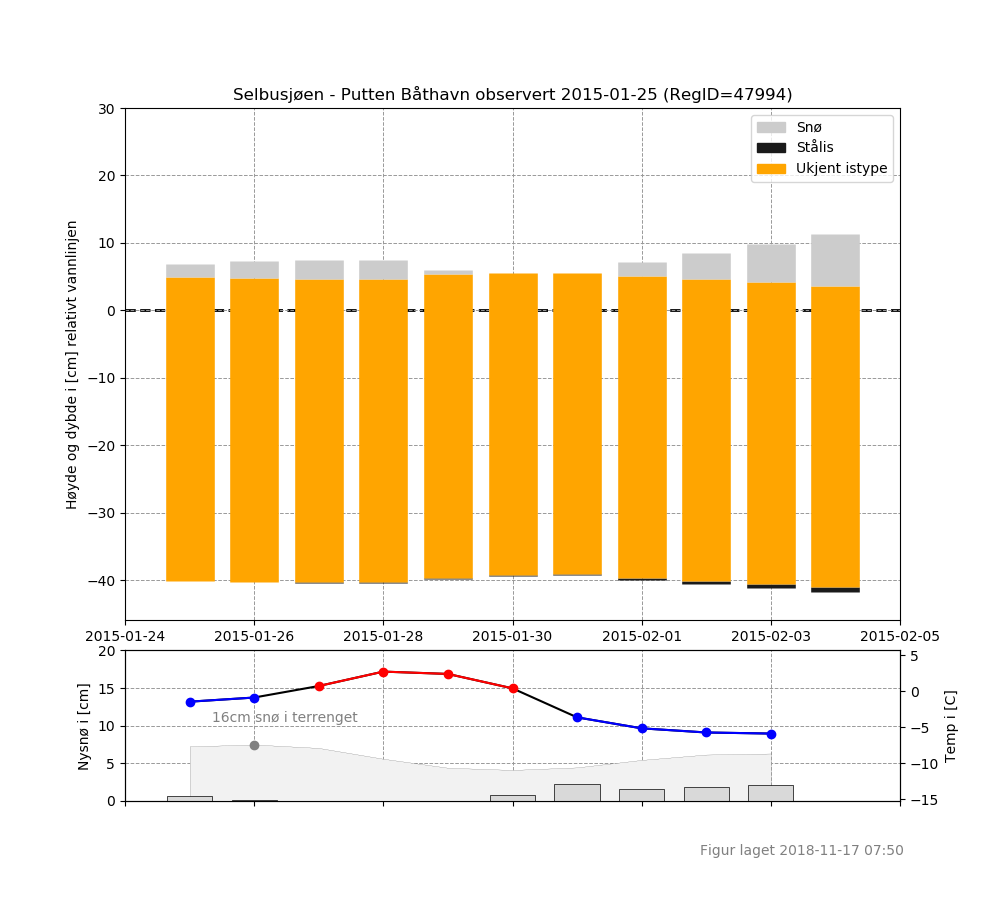 Selbusjøen - Putten Båthavn observert 2015-01-25 (RegID=47994)
Høyde og dybde i [cm] relativt vannlinjen
30
20
10
0
−10
−20
−30
−40
Snø
Stålis
Ukjent istype
2015-01-24 2015-01-26 2015-01-28 2015-01-30 2015-02-01 2015-02-03 2015-02-05
Nysnø i [cm]
20
15
10
5
0
16cm snø i terrenget
5
0
−5
−10
−15
Temp i [C]
Figur laget 2018-11-17 07:50